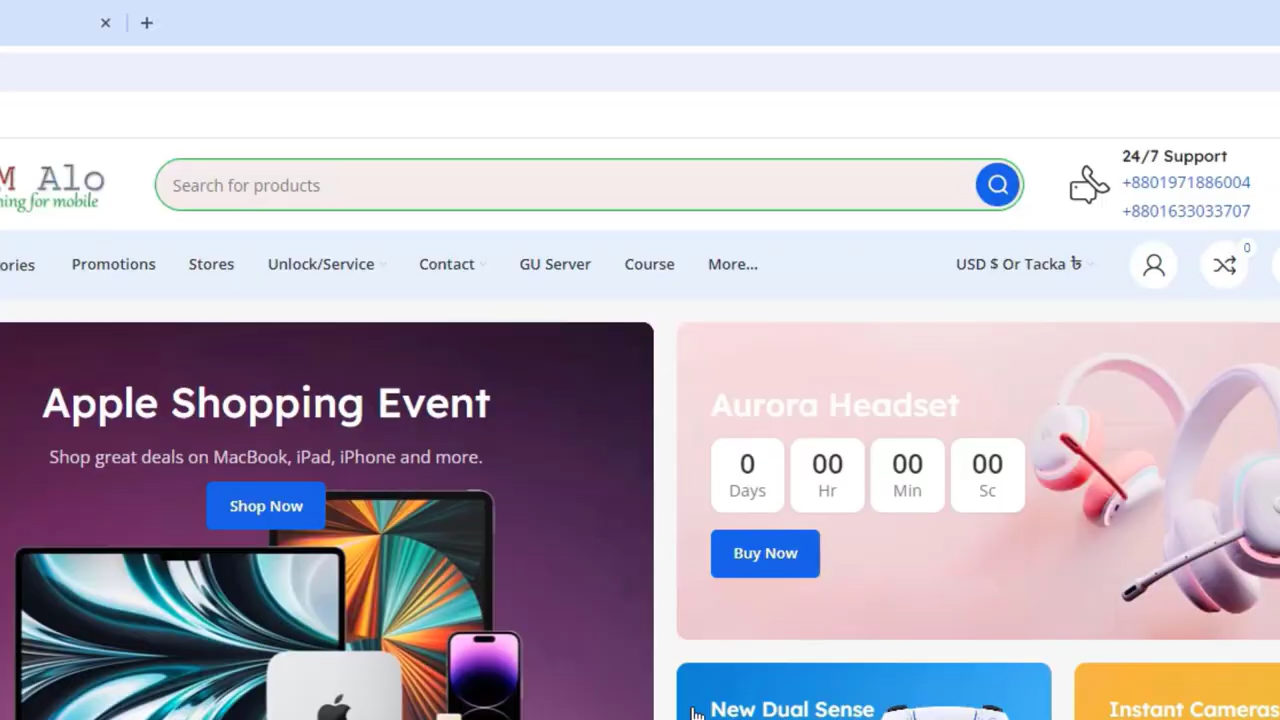 M Alo
ning for mobile
Search for products
24/7 Support
+8801971886004
+8801633033707
ories
Promotions
Stores
Unlock/Service
Contact
GU Server
Course
More...
USD $ Or Tacka ৳
0
Apple Shopping Event
Shop great deals on MacBook, iPad, iPhone and more.
Shop Now
Aurora Headset
0 00 00 00
Days Hr Min Sc
Buy Now
New Dual Sense
Instant Cameras